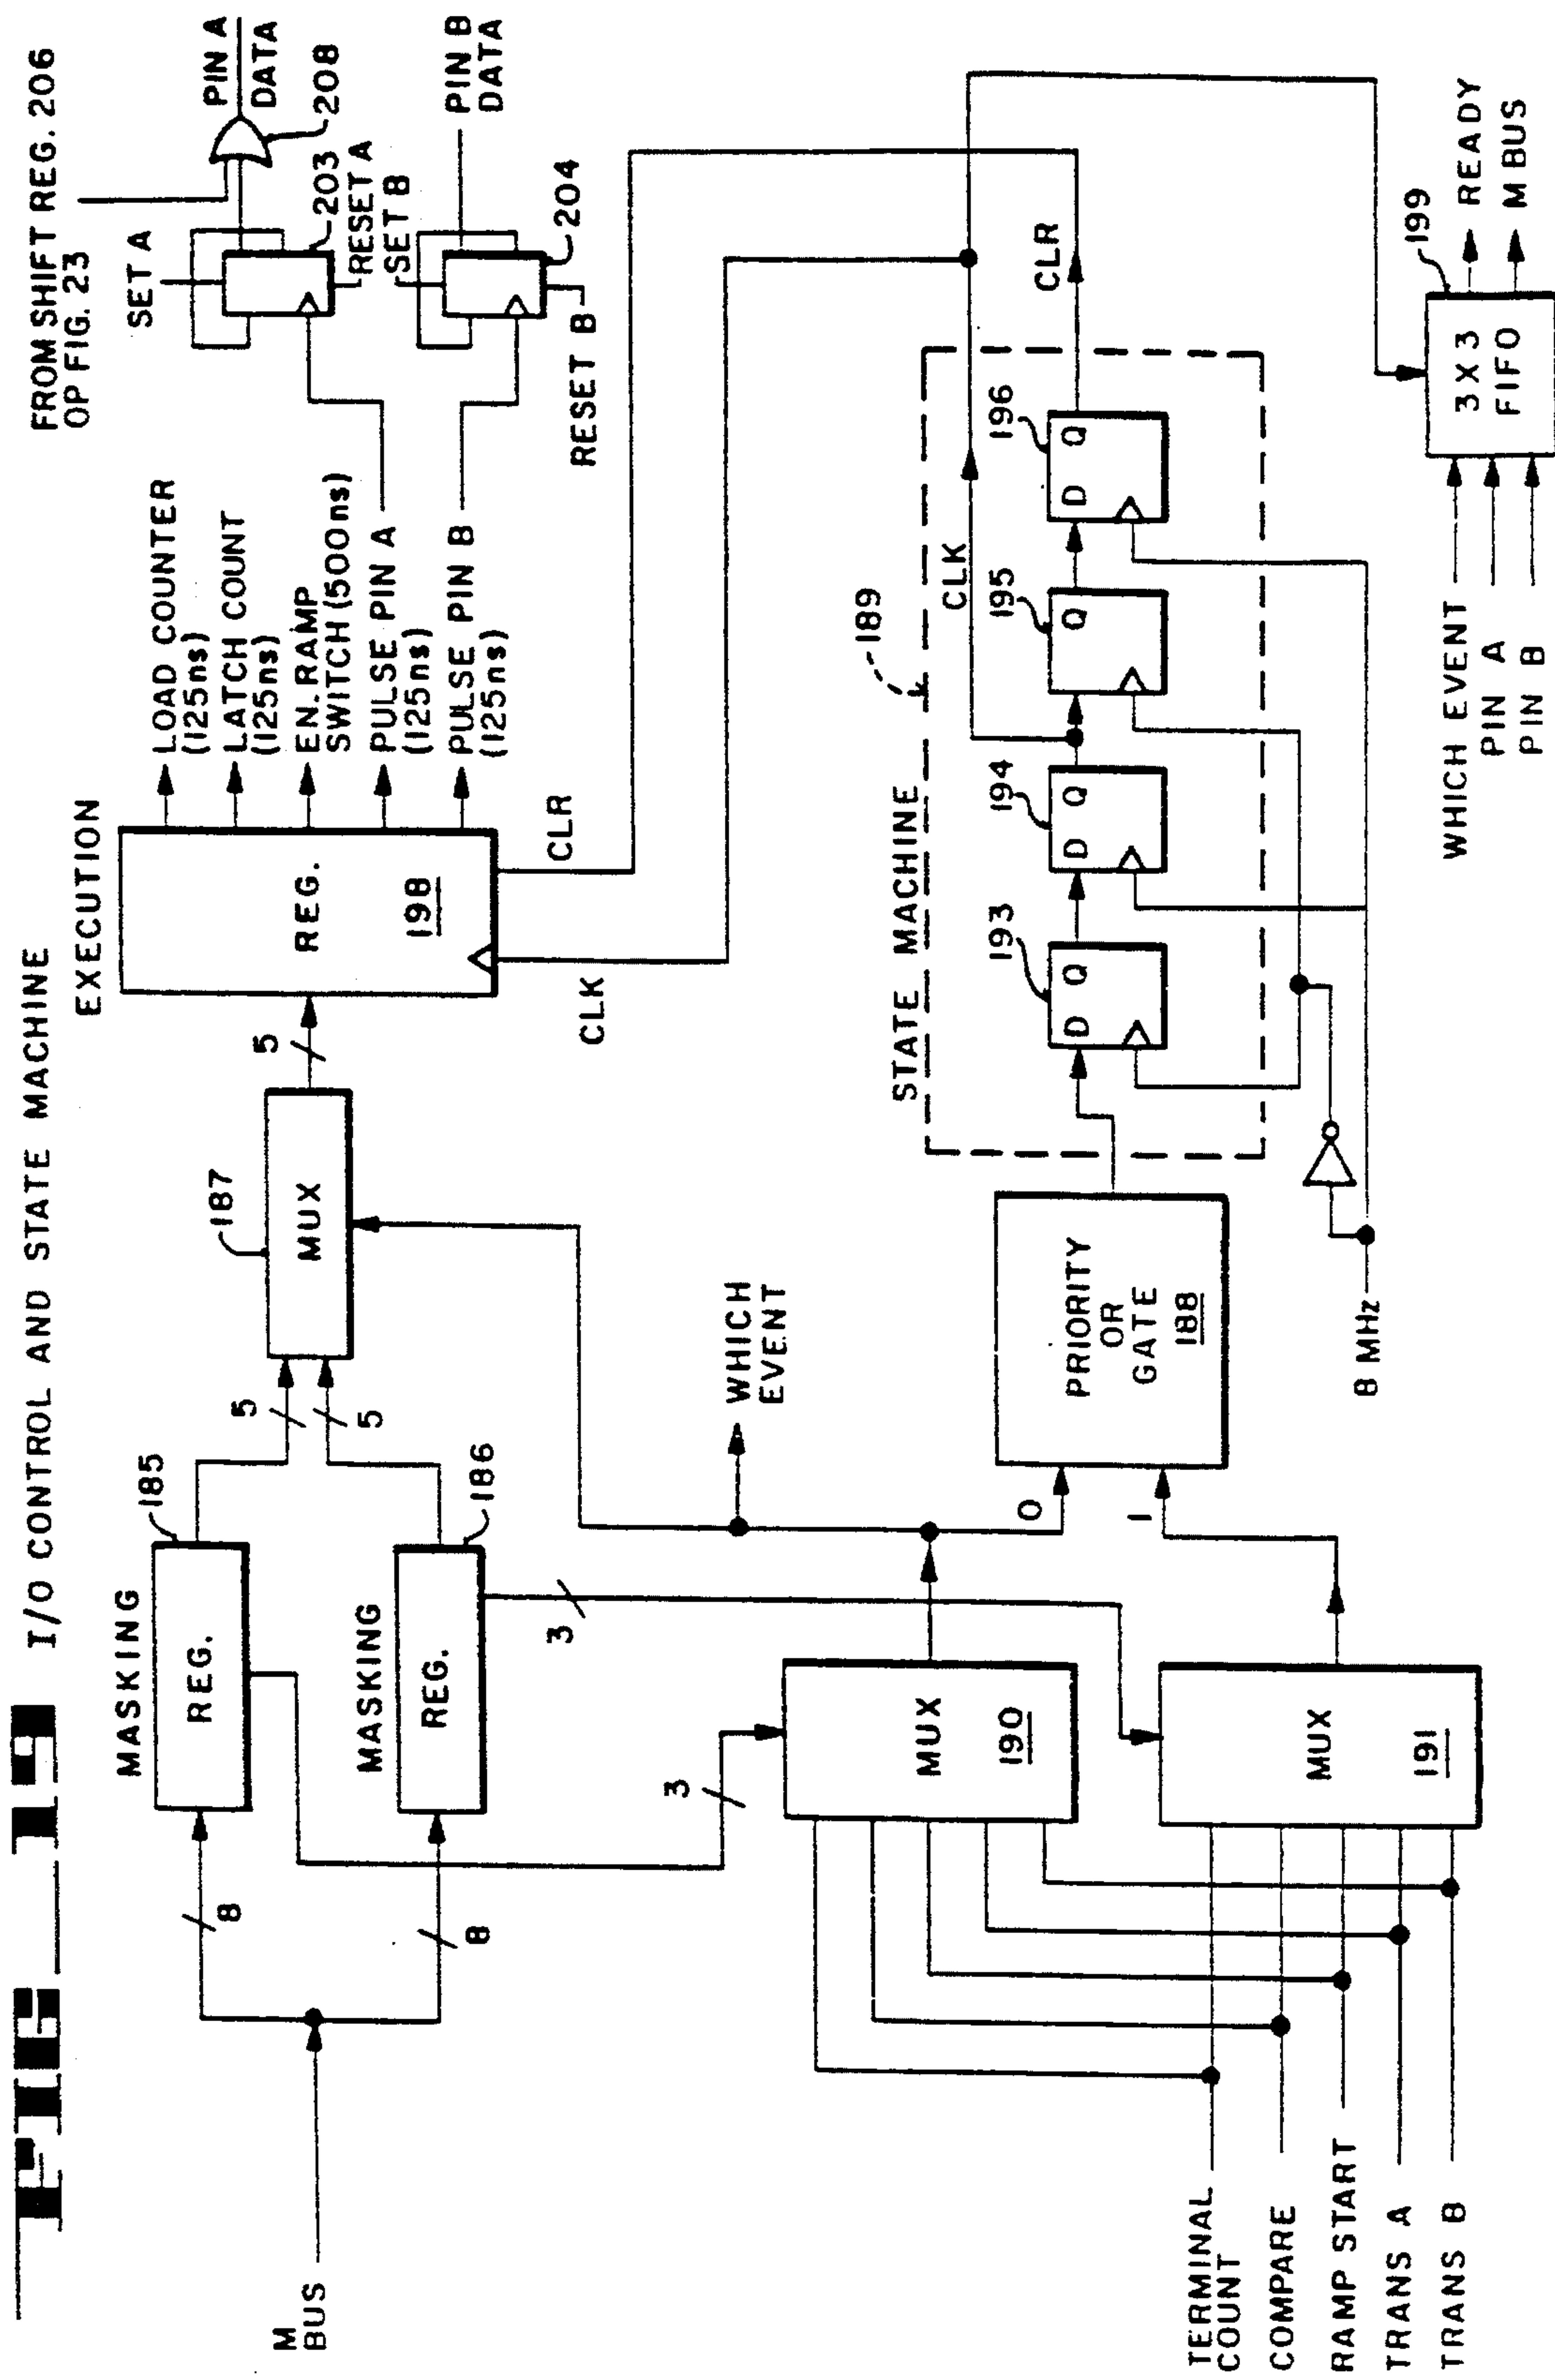 FIG_19
I/O CONTROL AND STATE MACHINE
M
BUS
8
8
MASKING
REG.
185
MASKING
REG.
186
5
5
187
MUX
5
EXECUTION
REG.
198
CLK
CLR
LOAD COUNTER
(125ns)
LATCH COUNT
(125ns)
EN. RAMP
SWITCH (500ns)
PULSE PIN A
(125ns)
PULSE PIN B
(125ns)
FROM SHIFT REG. 206
OP FIG. 23
SET A
203
RESET A
SET B
204
RESET B
PIN A
DATA
208
PIN B
DATA
3
3
WHICH
EVENT
MUX
190
MUX
191
TERMINAL
COUNT
COMPARE
RAMP START
TRANS A
TRANS B
0
1
PRIORITY
OR
GATE
188
8 MHz
STATE MACHINE
189
193
D Q
194
D Q
195
Q
196
D Q
CLK
CLR
WHICH EVENT
PIN A
PIN B
3 X 3
FIFO
199
READY
M BUS